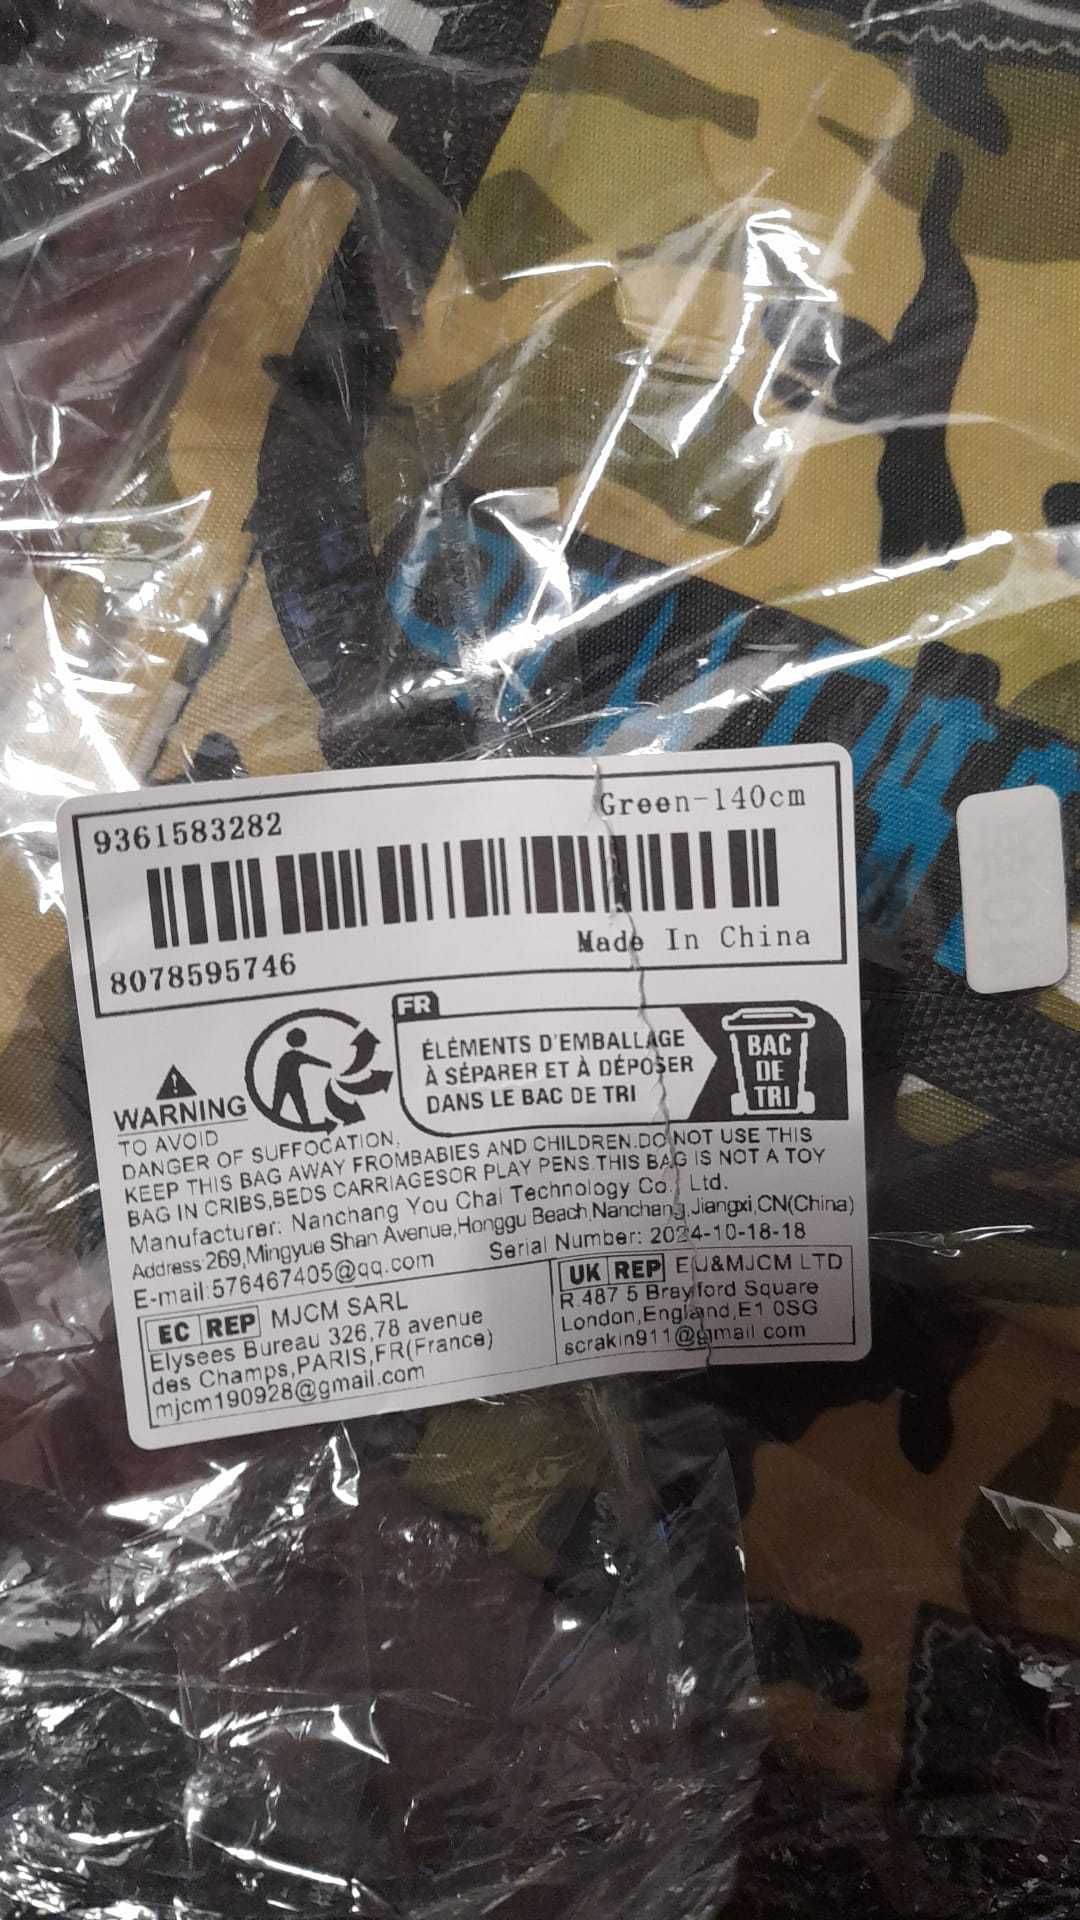 9361583282
Green-140cm
8078595746
Made In China
FR
ÉLÉMENTS D'EMBALLAGE
À SÉPARER ET À DÉPOSER
DANS LE BAC DE TRI
BAC
DE
TRI
WARNING
TO AVOID
DANGER OF SUFFOCATION,
KEEP THIS BAG AWAY FROMBABIES AND CHILDREN.DO NOT USE THIS
BAG IN CRIBS,BEDS CARRIAGESOR PLAY PENS.THIS BAG IS NOT A TOY
Manufacturer: Nanchang You Chai Technology Co., Ltd.
Address:269,Mingyue Shan Avenue,Honggu Beach,Nanchang,Jiangxi,CN(China)
E-mail:576467405@qq.com
Serial Number: 2024-10-18-18
EC REP MJCM SARL
Elysees Bureau 326,78 avenue
des Champs,PARIS,FR(France)
mjcm190928@gmail.com
UK REP EU&MJCM LTD
R.487 5 Brayford Square
London,England,E1 0SG
scrakin911@gmail com